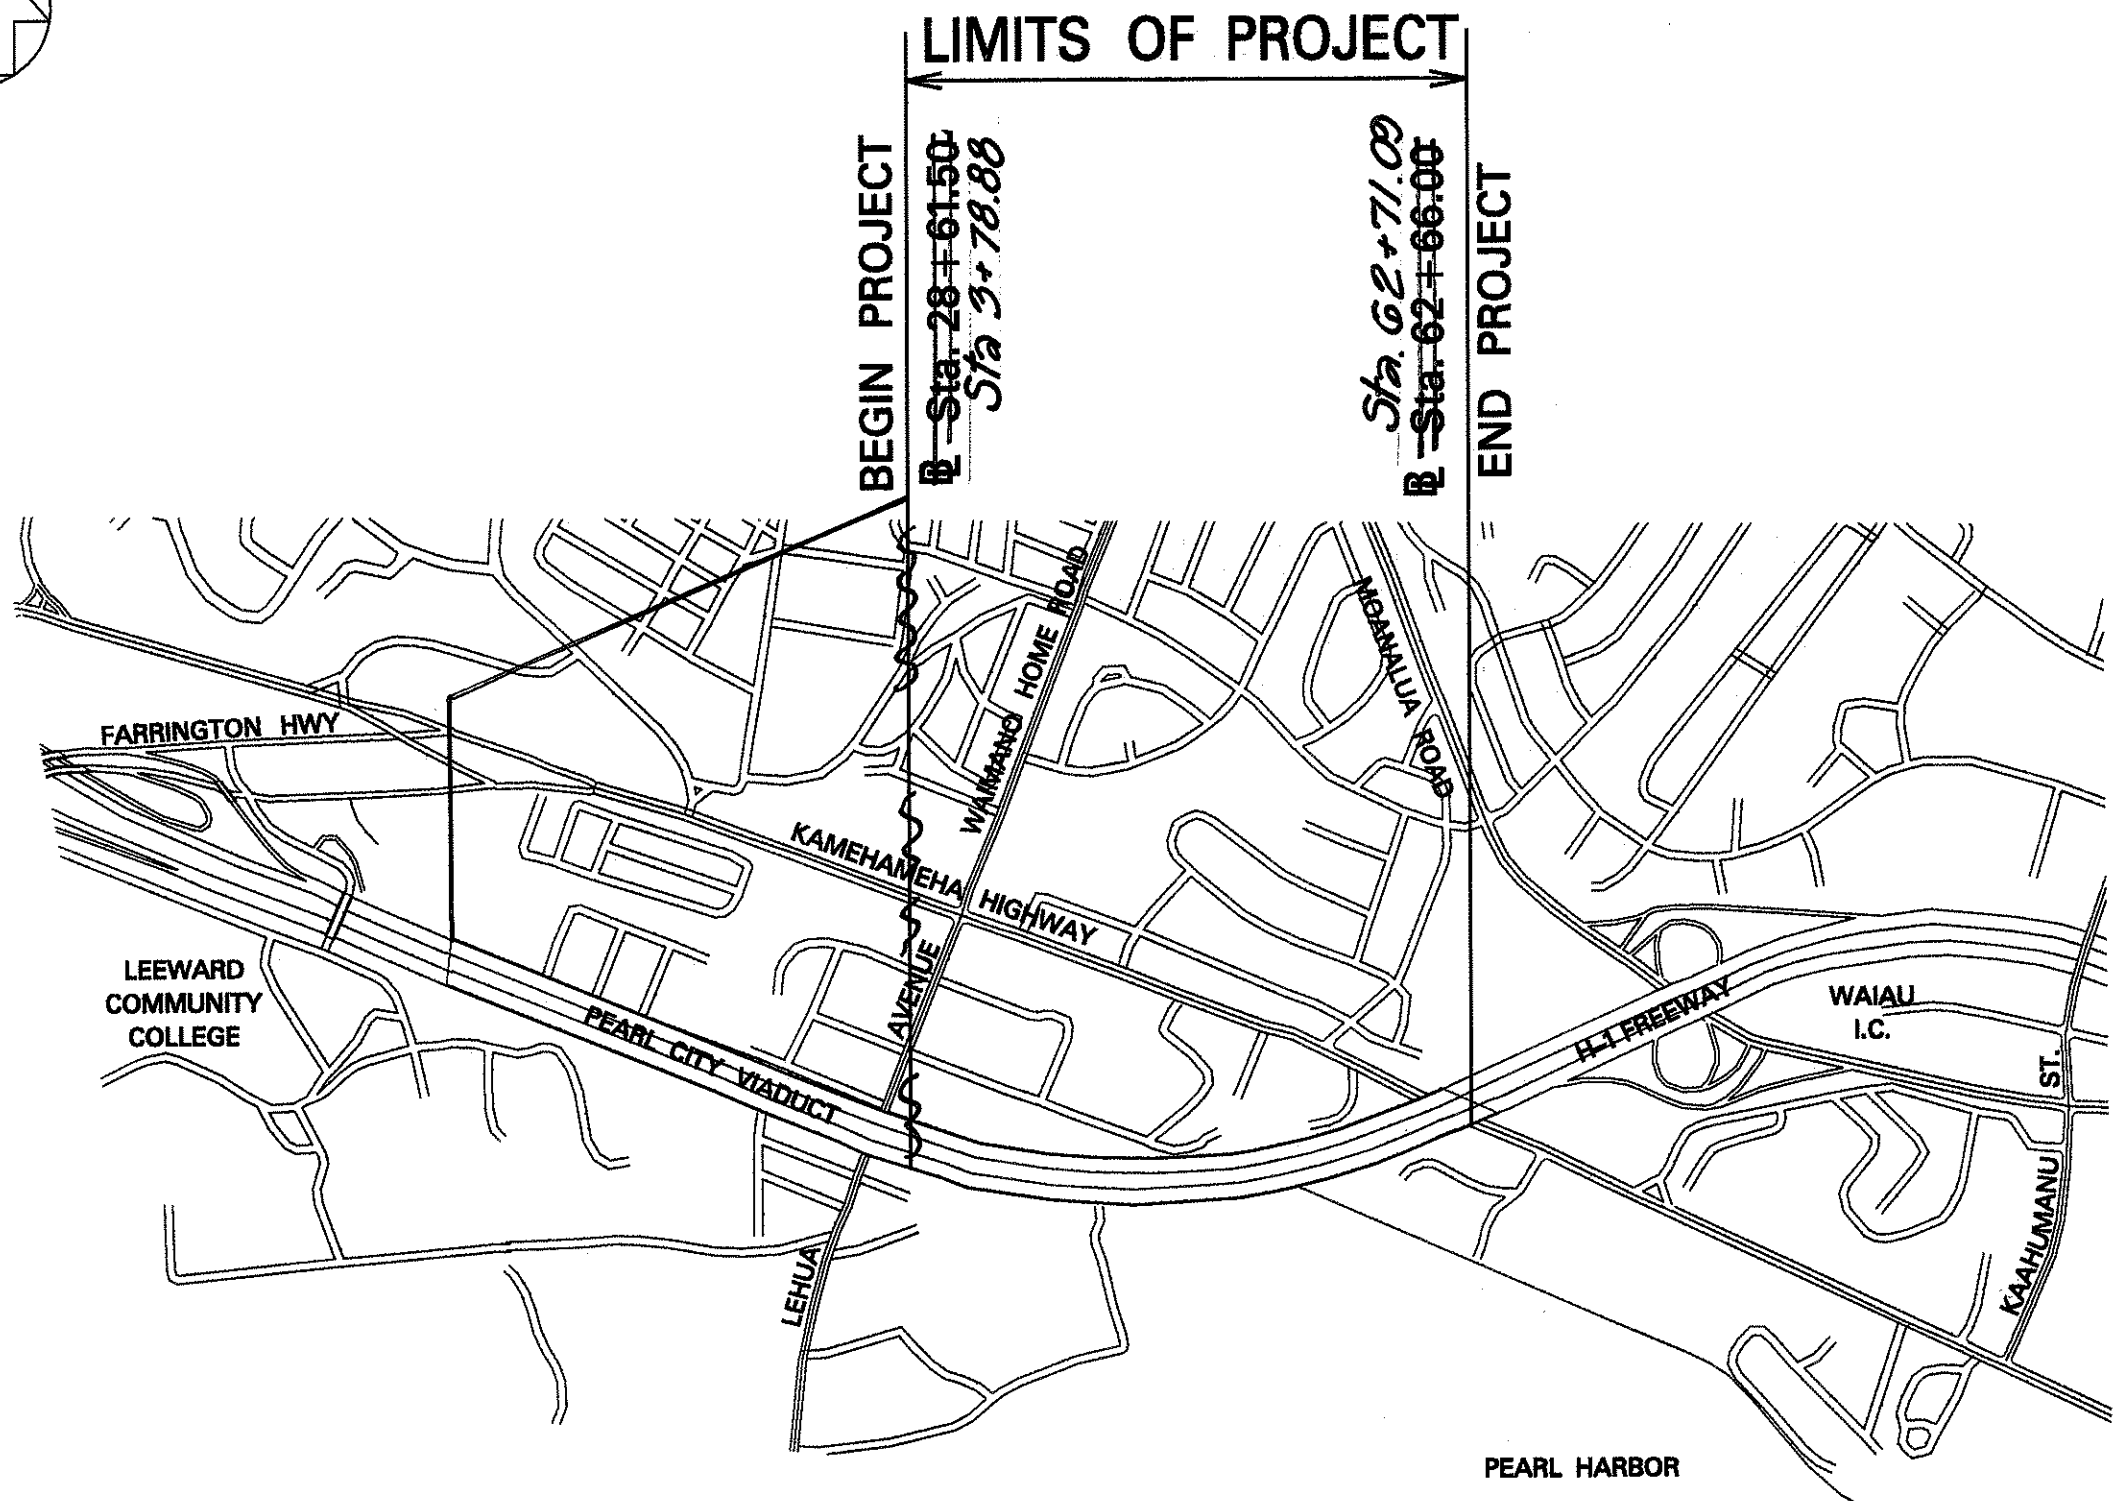 LIMITS OF PROJECT
BEGIN PROJECT
B Sta. 28+61.50
Sta 3+78.88
Sta. 62+71.09
B Sta. 62+66.00
END PROJECT
WAIMANO HOME ROAD
MOANALUA ROAD
FARRINGTON HWY
KAMEHAMEHA HIGHWAY
LEEWARD
COMMUNITY
COLLEGE
PEARL CITY VIADUCT
LEHUA AVENUE
H-1 FREEWAY
WAIAU
I.C.
KAAHUMANU ST.
PEARL HARBOR